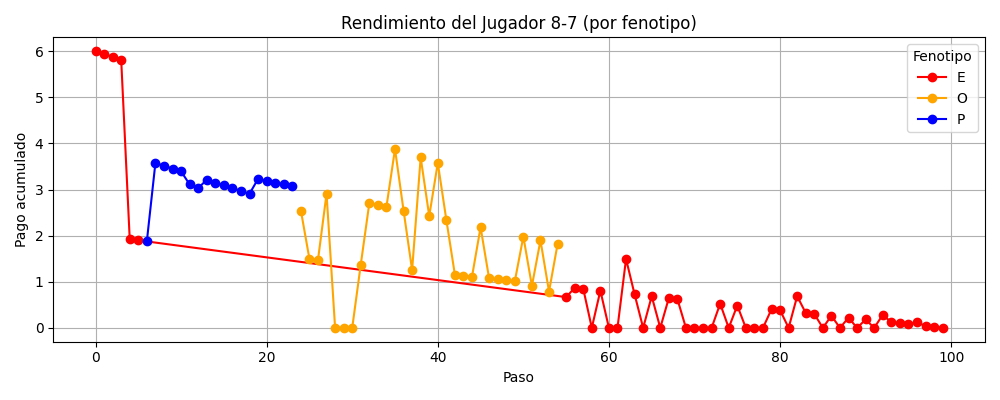 Rendimiento del Jugador 8-7 (por fenotipo)
Pago acumulado
6
5
4
3
2
1
0
Fenotipo
E
O
P
0 20 40 60 80 100
Paso